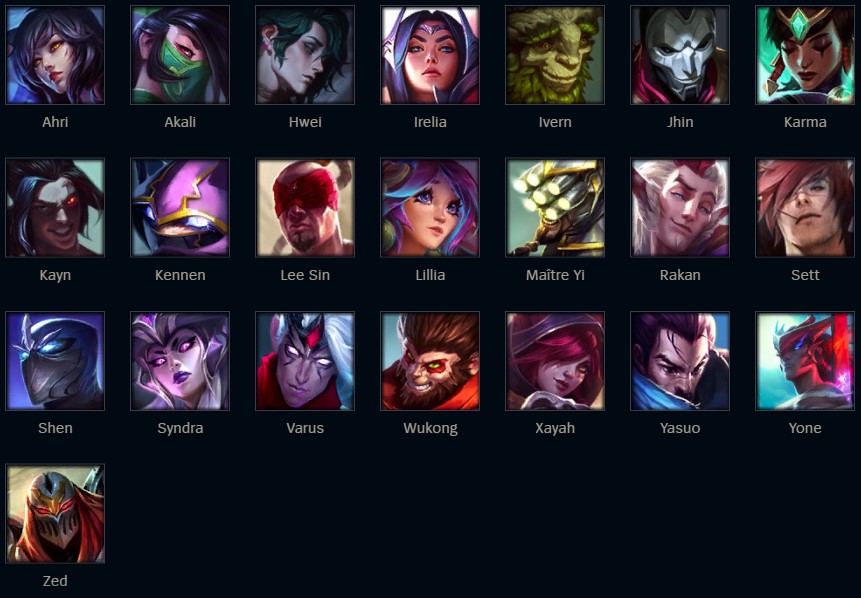 Ahri Akali Hwei Irelia Ivern Jhin Karma
Kayn Kennen Lee Sin Lillia Maître Yi Rakan Sett
Shen Syndra Varus Wukong Xayah Yasuo Yone
Zed